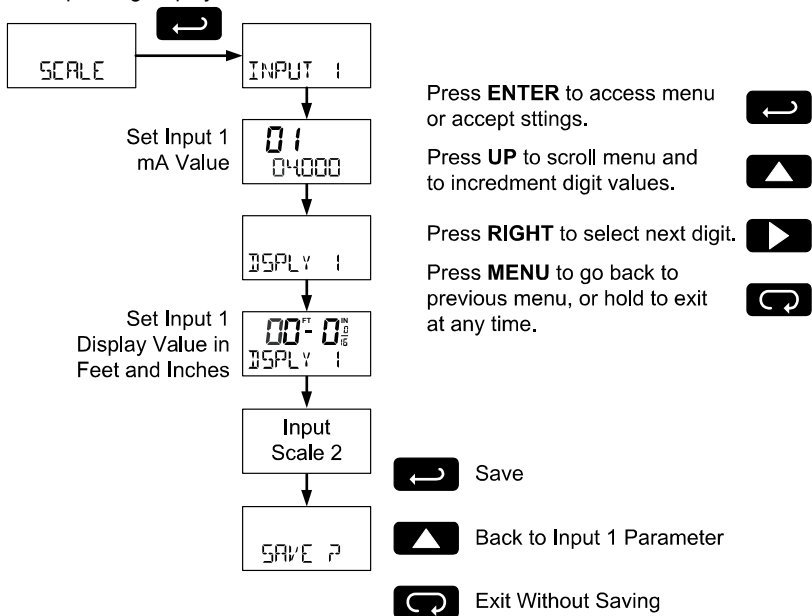 SCALE
INPUT 1
Set Input 1
mA Value
01
04.000
DSPLY 1
Set Input 1
Display Value in
Feet and Inches
00 FT - 0 IN 0/16
DSPLY 1
Input
Scale 2
SAVE ?
Press ENTER to access menu
or accept sttings.
Press UP to scroll menu and
to incredment digit values.
Press RIGHT to select next digit.
Press MENU to go back to
previous menu, or hold to exit
at any time.
Save
Back to Input 1 Parameter
Exit Without Saving